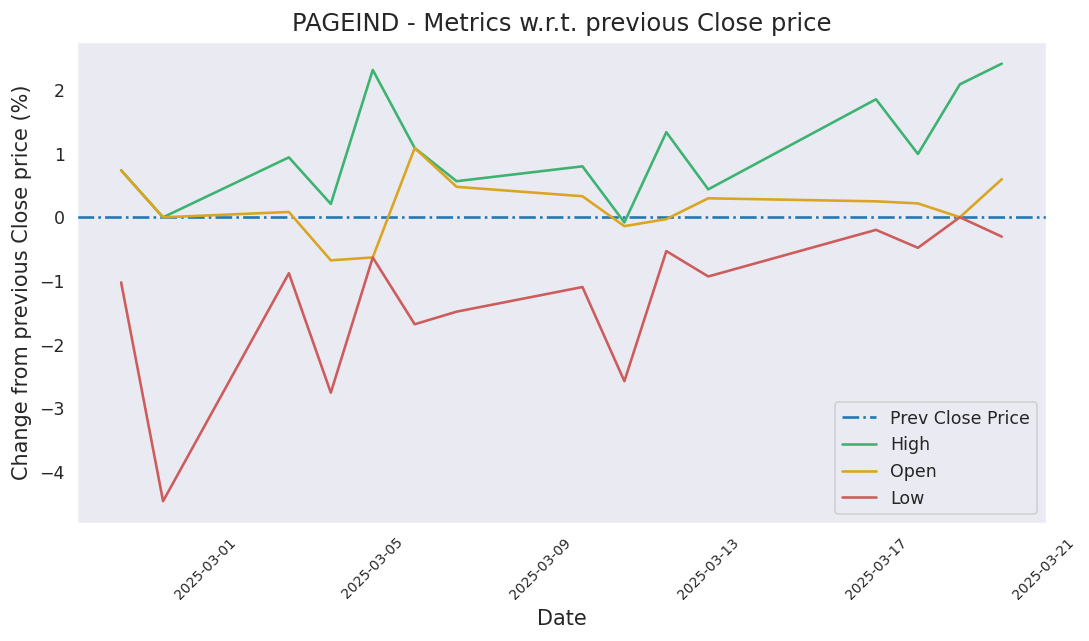 PAGEIND - Metrics w.r.t. previous Close price
Change from previous Close price (%)
2
1
0
−1
−2
−3
−4
Prev Close Price
High
Open
Low
2025-03-01
2025-03-05
2025-03-09
2025-03-13
2025-03-17
2025-03-21
Date